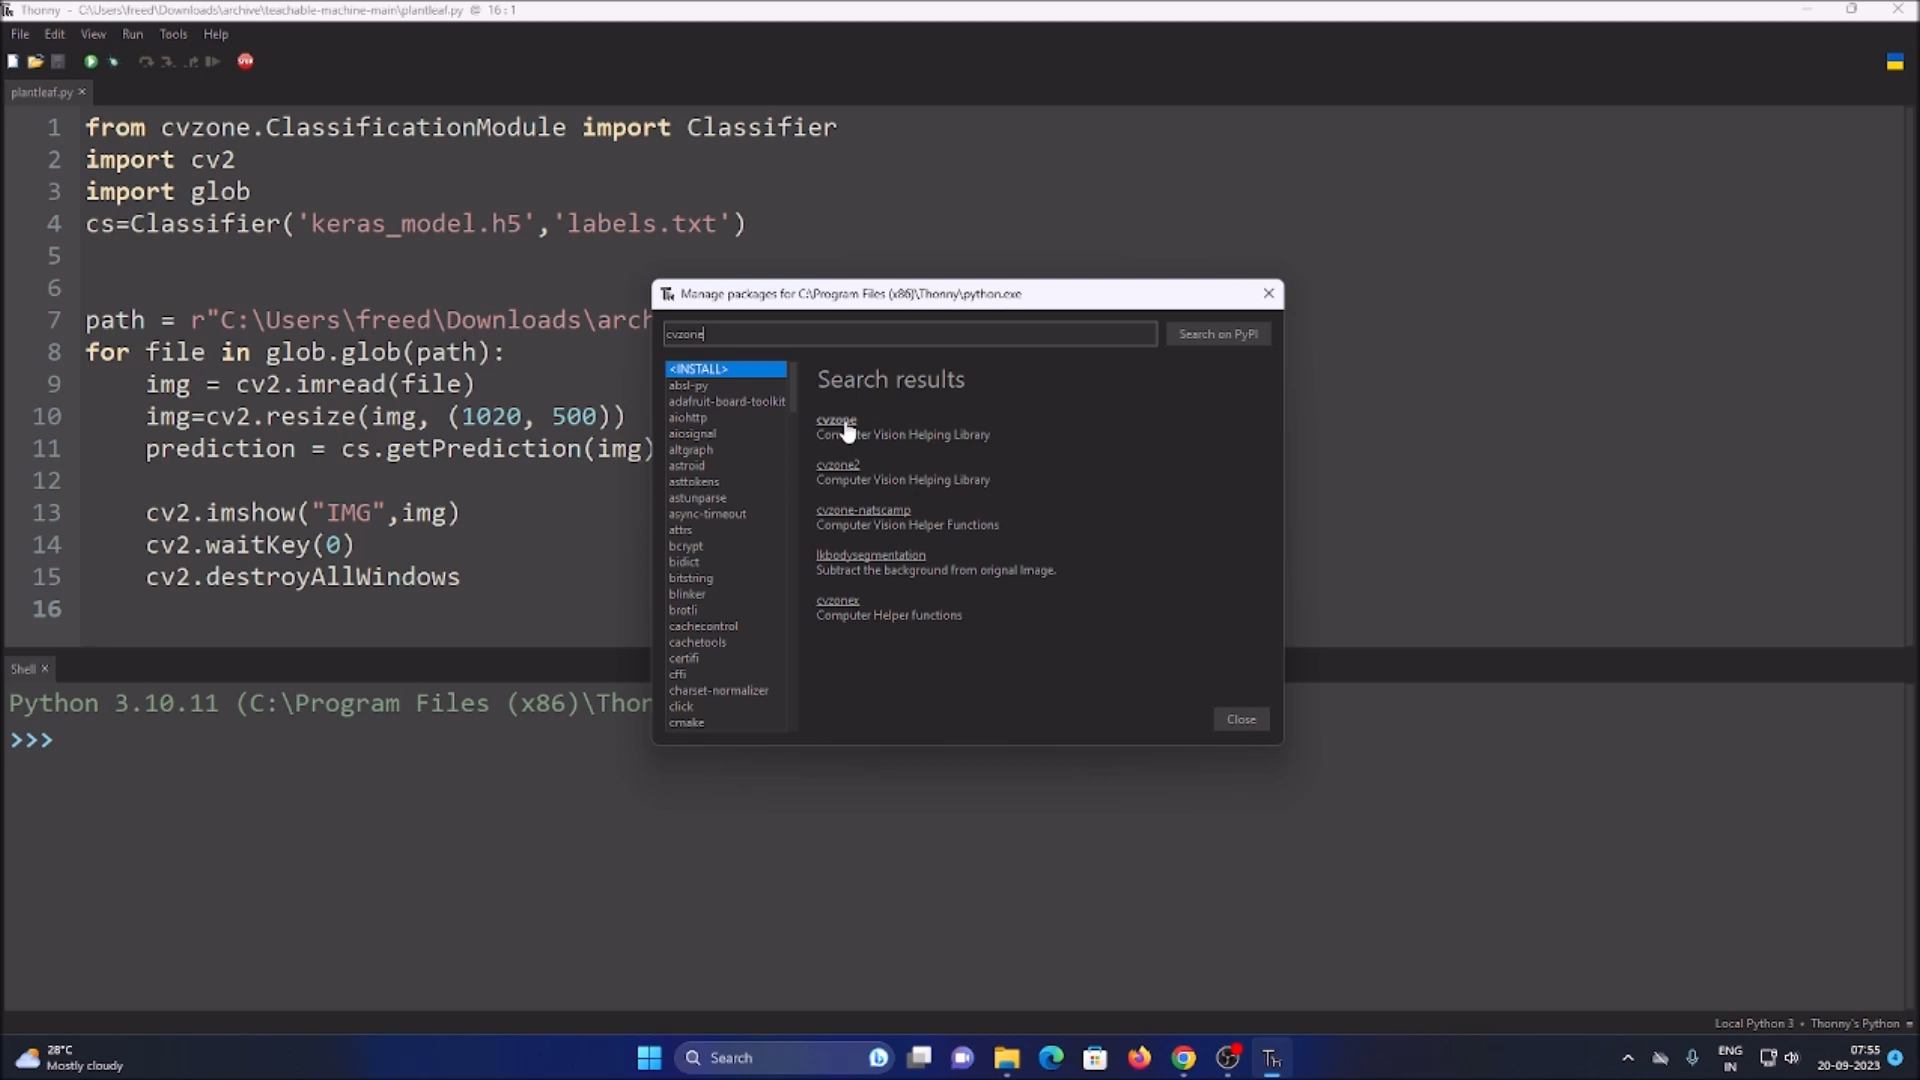 Thonny - C:\Users\freed\Downloads\archive\teachable-machine-main\plantleaf.py @ 16:1
File Edit View Run Tools Help
plantleaf.py ×
1 from cvzone.ClassificationModule import Classifier
2 import cv2
3 import glob
4 cs=Classifier('keras_model.h5','labels.txt')
5
6
7 path = r"C:\Users\freed\Downloads\arch
8 for file in glob.glob(path):
9 img = cv2.imread(file)
10 img=cv2.resize(img, (1020, 500))
11 prediction = cs.getPrediction(img)
12
13 cv2.imshow("IMG",img)
14 cv2.waitKey(0)
15 cv2.destroyAllWindows
16
Manage packages for C:\Program Files (x86)\Thonny\python.exe
cvzone Search on PyPI
<INSTALL>
absl-py
adafruit-board-toolkit
aiohttp
aiosignal
altgraph
astroid
asttokens
astunparse
async-timeout
attrs
bcrypt
bidict
bitstring
blinker
brotli
cachecontrol
cachetools
certifi
cffi
charset-normalizer
click
cmake
Search results
cvzone
Computer Vision Helping Library
cvzone2
Computer Vision Helping Library
cvzone-natscamp
Computer Vision Helper Functions
lkbodysegmentation
Subtract the background from orignal Image.
cvzonex
Computer Helper functions
Close
Shell ×
Python 3.10.11 (C:\Program Files (x86)\Thon
>>>
Local Python 3 • Thonny's Python
28°C
Mostly cloudy
Search
ENG
IN
07:55
20-09-2023
4